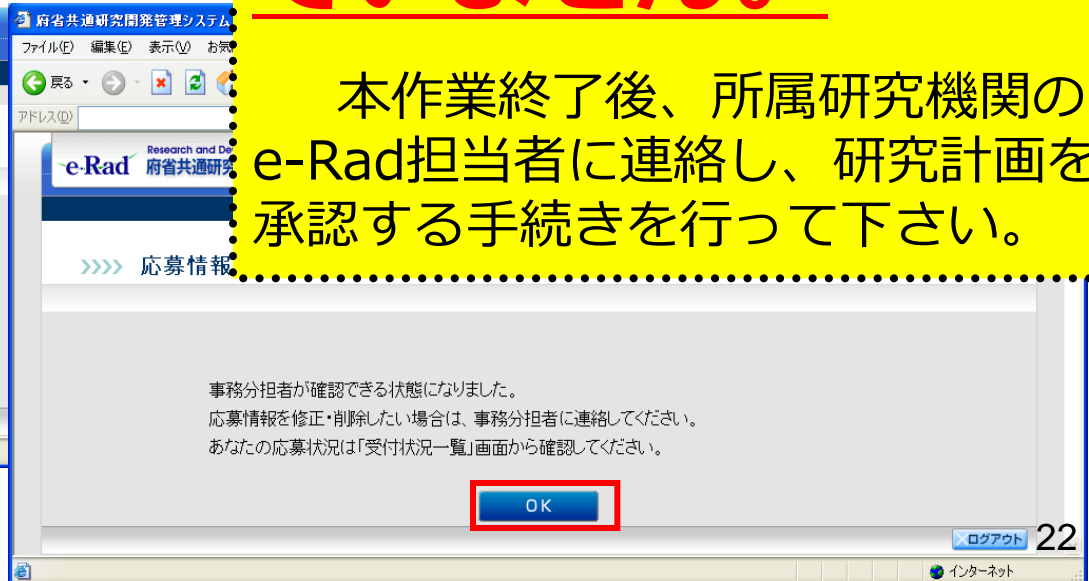 ていません。
本作業終了後、所属研究機関の
e-Rad担当者に連絡し、研究計画を
承認する手続きを行って下さい。
府省共通研究開発管理システム
ファイル(F) 編集(E) 表示(V) お気
戻る
アドレス(D)
e-Rad Research and De
府省共通研究
>>>> 応募情報
事務分担者が確認できる状態になりました。
応募情報を修正・削除したい場合は、事務分担者に連絡してください。
あなたの応募状況は「受付状況一覧」画面から確認してください。
OK
ログアウト 22
インターネット